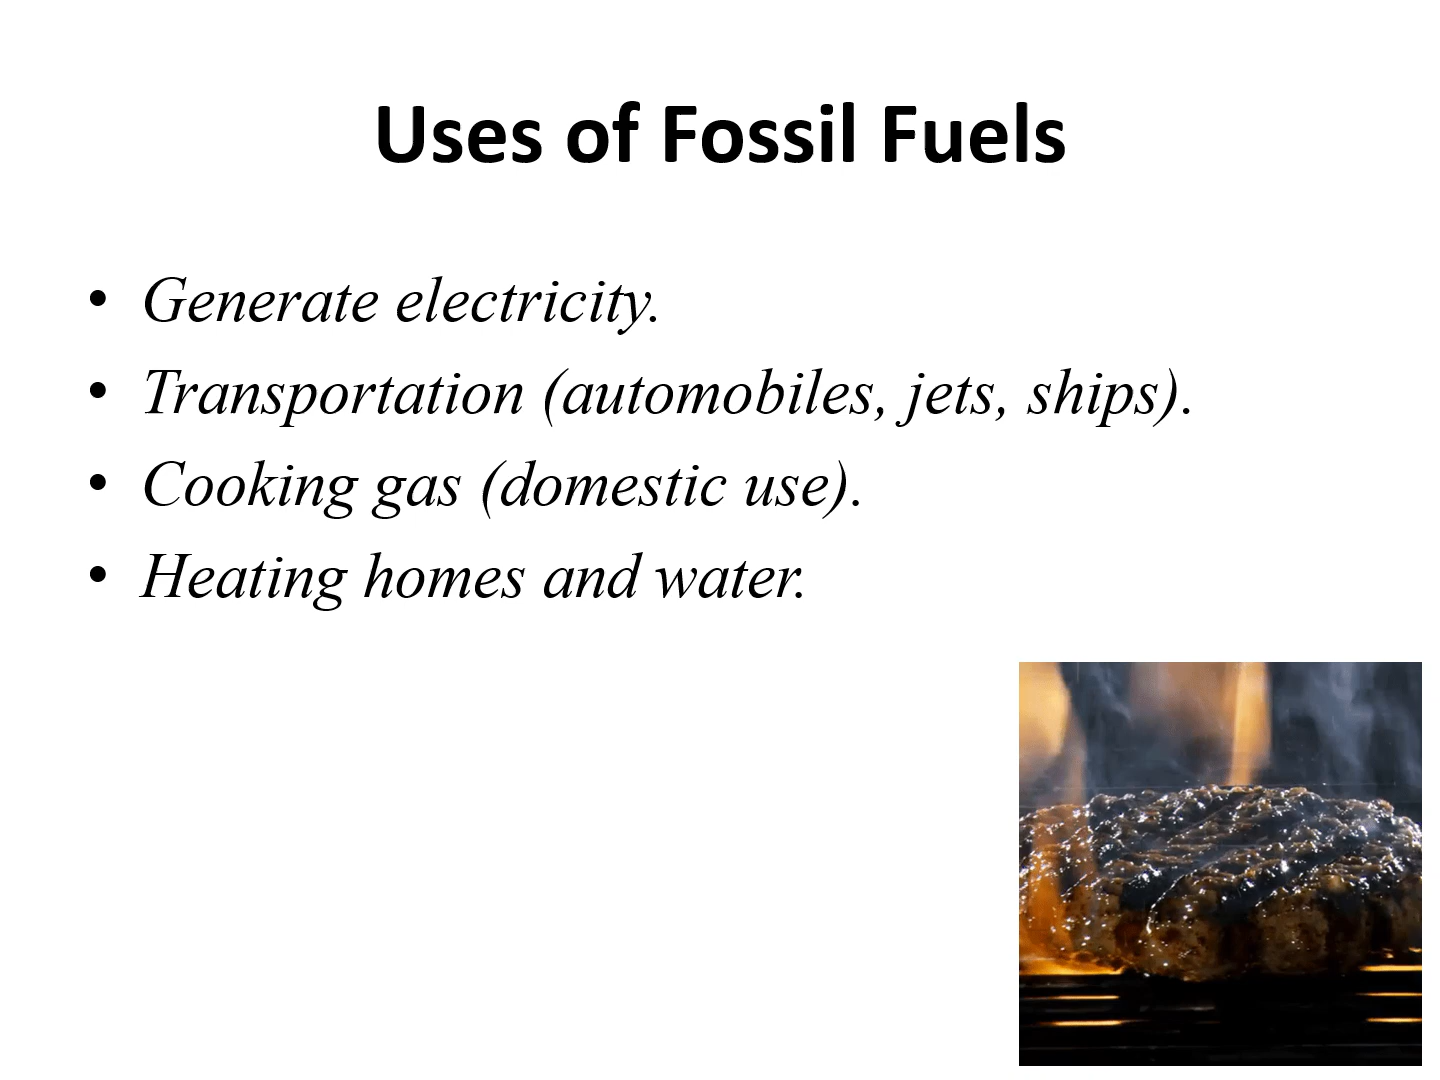 Uses of Fossil Fuels
• Generate electricity.
• Transportation (automobiles, jets, ships).
• Cooking gas (domestic use).
• Heating homes and water.